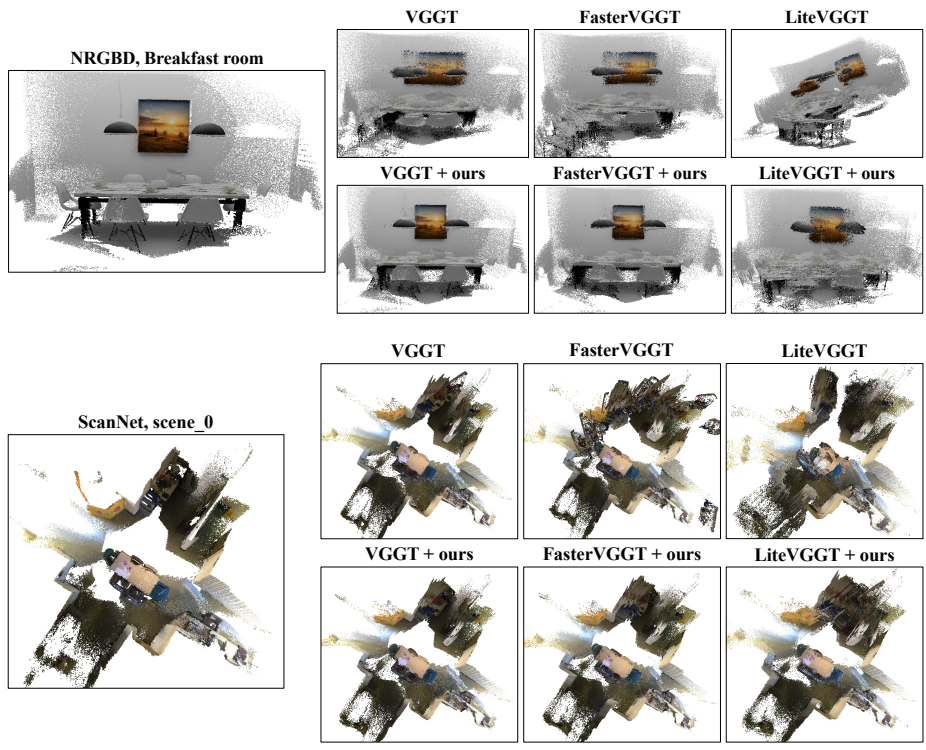 NRGBD, Breakfast room
VGGT
FasterVGGT
LiteVGGT
VGGT + ours
FasterVGGT + ours
LiteVGGT + ours
ScanNet, scene_0
VGGT
FasterVGGT
LiteVGGT
VGGT + ours
FasterVGGT + ours
LiteVGGT + ours